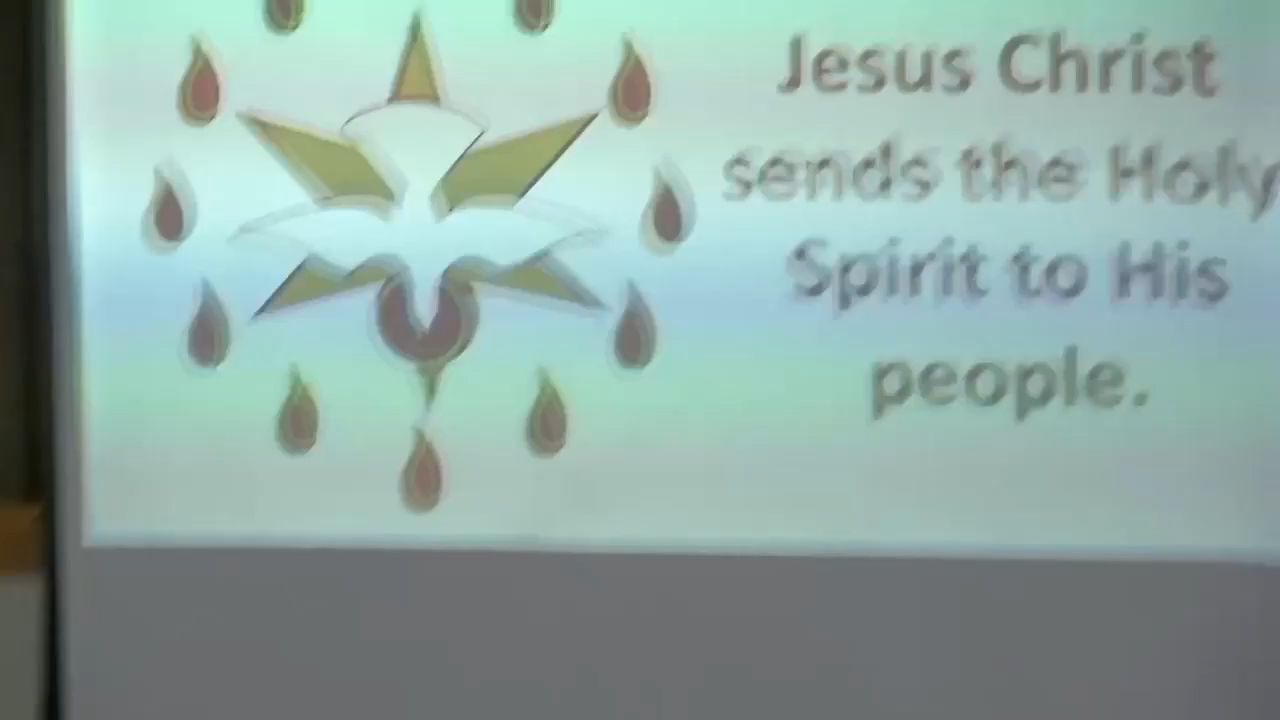 Jesus Christ
sends the Holy
Spirit to His
people.